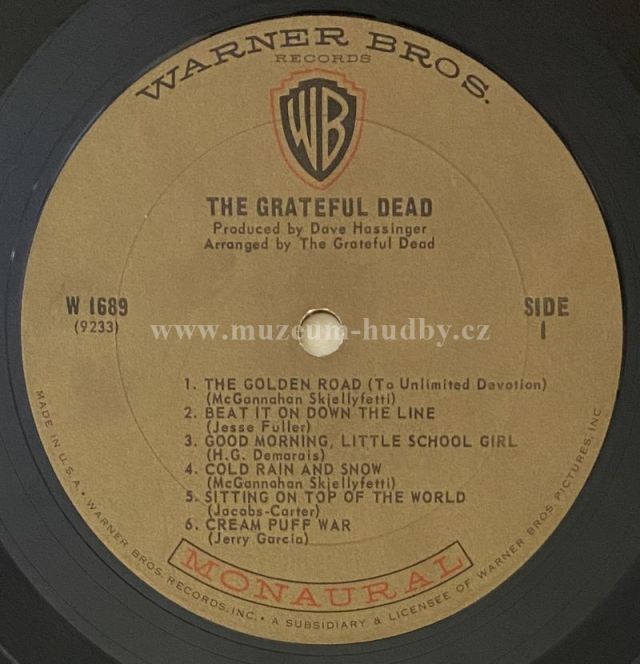 WARNER BROS.
RECORDS
WB
THE GRATEFUL DEAD
Produced by Dave Hassinger
Arranged by The Grateful Dead
W 1689
(9233)
SIDE
1
www.muzeum-hudby.cz
1. THE GOLDEN ROAD (To Unlimited Devotion)
(McGannahan Skjellyfetti)
2. BEAT IT ON DOWN THE LINE
(Jesse Fuller)
3. GOOD MORNING, LITTLE SCHOOL GIRL
(H.G. Demarais)
4. COLD RAIN AND SNOW
(McGannahan Skjellyfetti)
5. SITTING ON TOP OF THE WORLD
(Jacobs-Carter)
6. CREAM PUFF WAR
(Jerry Garcia)
MONAURAL
MADE IN U.S.A. • WARNER BROS. RECORDS, INC. • A SUBSIDIARY & LICENSEE OF WARNER BROS. PICTURES, INC.